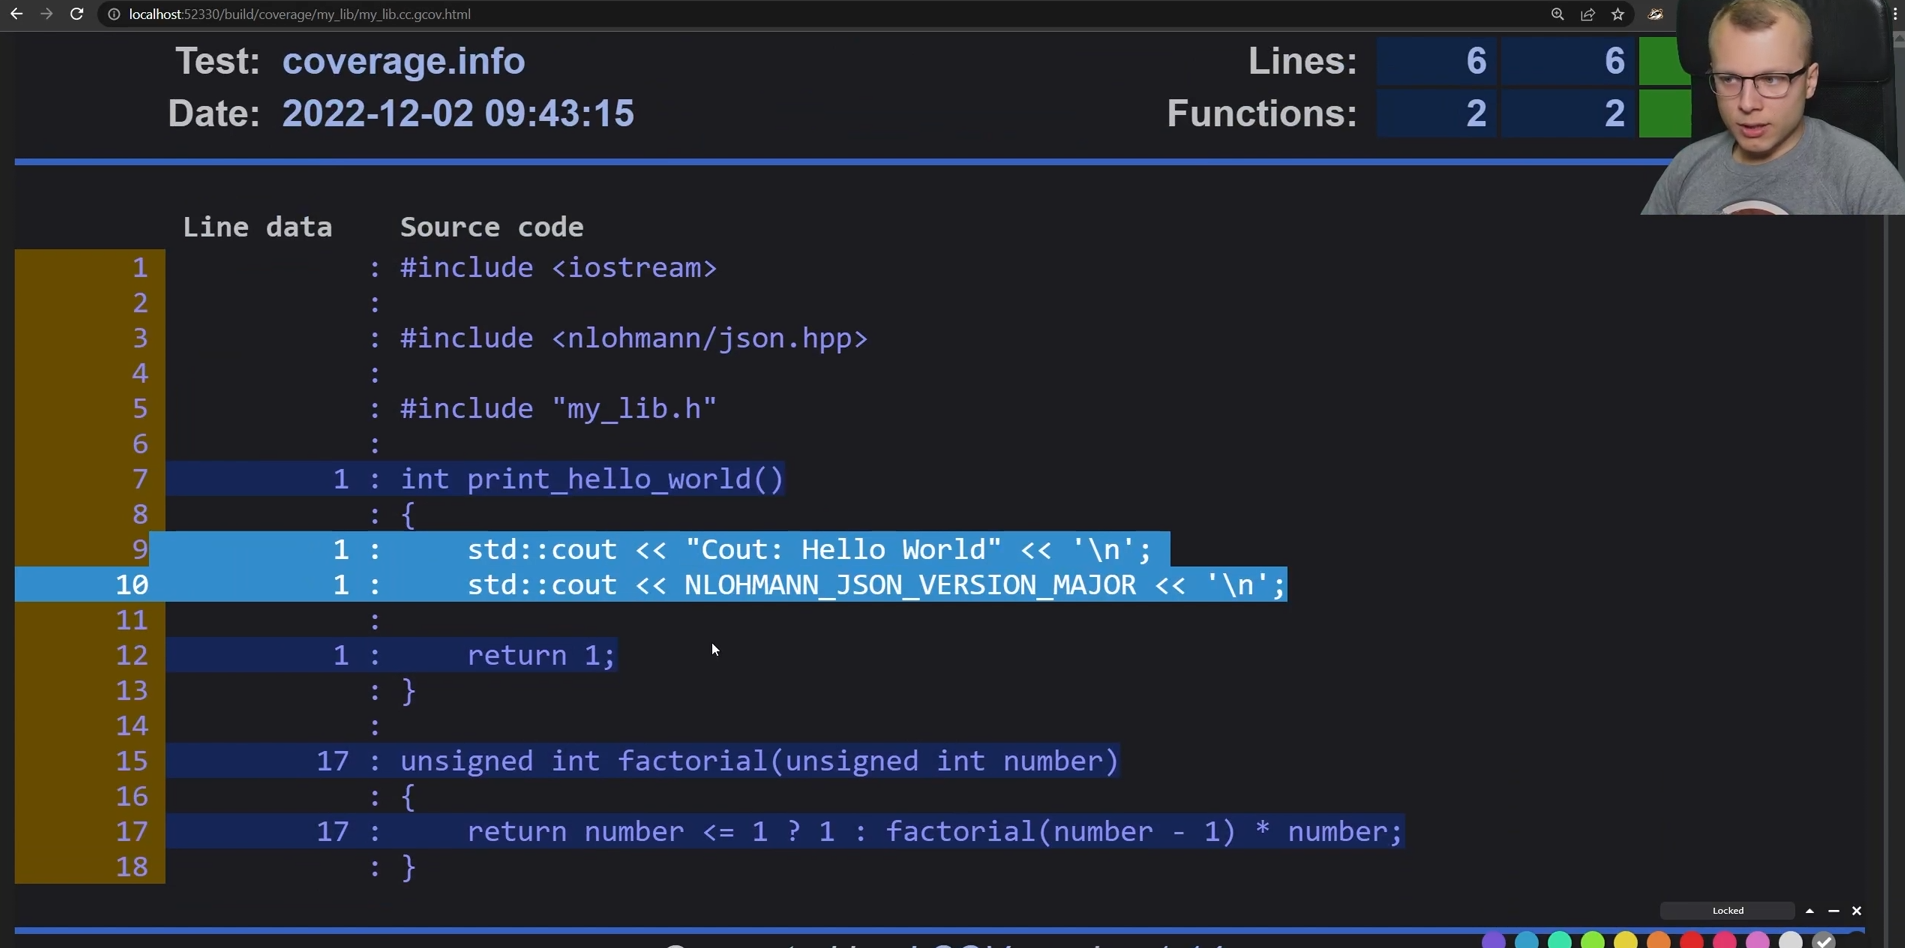 localhost:52330/build/coverage/my_lib/my_lib.cc.gcov.html
Test: coverage.info Lines: 6 6
Date: 2022-12-02 09:43:15 Functions: 2 2
Line data Source code
1 : #include <iostream>
2 :
3 : #include <nlohmann/json.hpp>
4 :
5 : #include "my_lib.h"
6 :
7 1 : int print_hello_world()
8 : {
9 1 : std::cout << "Cout: Hello World" << '\n';
10 1 : std::cout << NLOHMANN_JSON_VERSION_MAJOR << '\n';
11 :
12 1 : return 1;
13 : }
14 :
15 17 : unsigned int factorial(unsigned int number)
16 : {
17 17 : return number <= 1 ? 1 : factorial(number - 1) * number;
18 : }
Locked